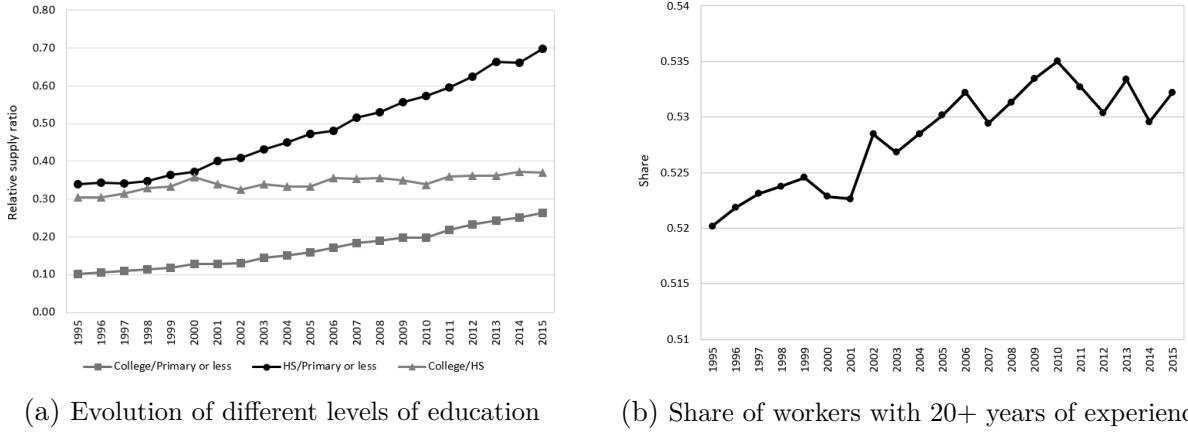 0.80
0.70
0.60
0.50
0.40
0.30
0.20
0.10
0.00
Relative supply ratio
1995 1996 1997 1998 1999 2000 2001 2002 2003 2004 2005 2006 2007 2008 2009 2010 2011 2012 2013 2014 2015
College/Primary or less HS/Primary or less College/HS
(a) Evolution of different levels of education
0.54
0.535
0.53
0.525
0.52
0.515
0.51
Share
1995 1996 1997 1998 1999 2000 2001 2002 2003 2004 2005 2006 2007 2008 2009 2010 2011 2012 2013 2014 2015
(b) Share of workers with 20+ years of experienc